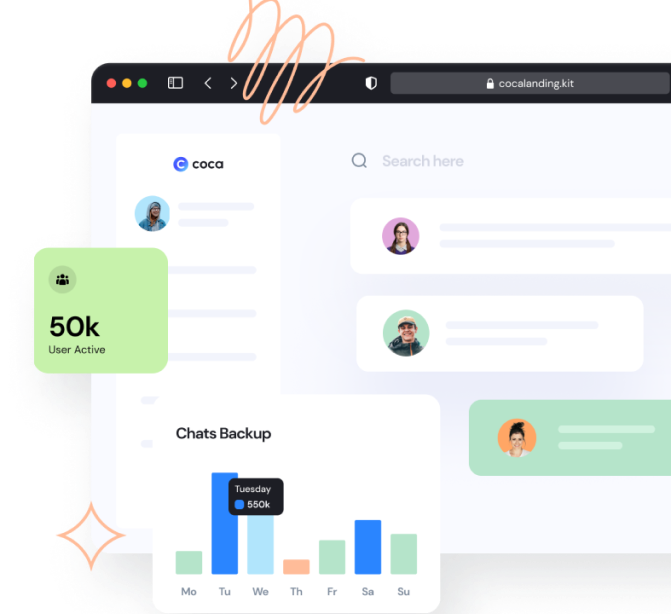 cocalanding.kit
coca
Search here
50k
User Active
Chats Backup
Tuesday
550k
Mo Tu We Th Fr Sa Su